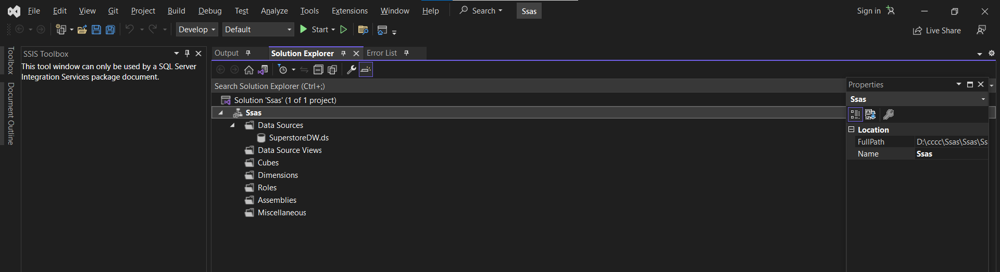 File Edit View Git Project Build Debug Test Analyze Tools Extensions Window Help Search Ssas Sign in
Develop Default Start Live Share
Toolbox
Document Outline
SSIS Toolbox
This tool window can only be used by a SQL Server
Integration Services package document.
Output Solution Explorer Error List
Search Solution Explorer (Ctrl+;)
Solution 'Ssas' (1 of 1 project)
Ssas
Data Sources
SuperstoreDW.ds
Data Source Views
Cubes
Dimensions
Roles
Assemblies
Miscellaneous
Properties
Ssas
Location
FullPath D:\cccc\Ssas\Ssas\Ss
Name Ssas